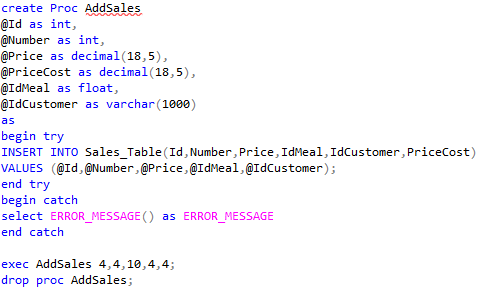 create Proc AddSales
@Id as int,
@Number as int,
@Price as decimal(18,5),
@PriceCost as decimal(18,5),
@IdMeal as float,
@IdCustomer as varchar(1000)
as
begin try
INSERT INTO Sales_Table(Id,Number,Price,IdMeal,IdCustomer,PriceCost)
VALUES (@Id,@Number,@Price,@IdMeal,@IdCustomer);
end try
begin catch
select ERROR_MESSAGE() as ERROR_MESSAGE
end catch
exec AddSales 4,4,10,4,4;
drop proc AddSales;